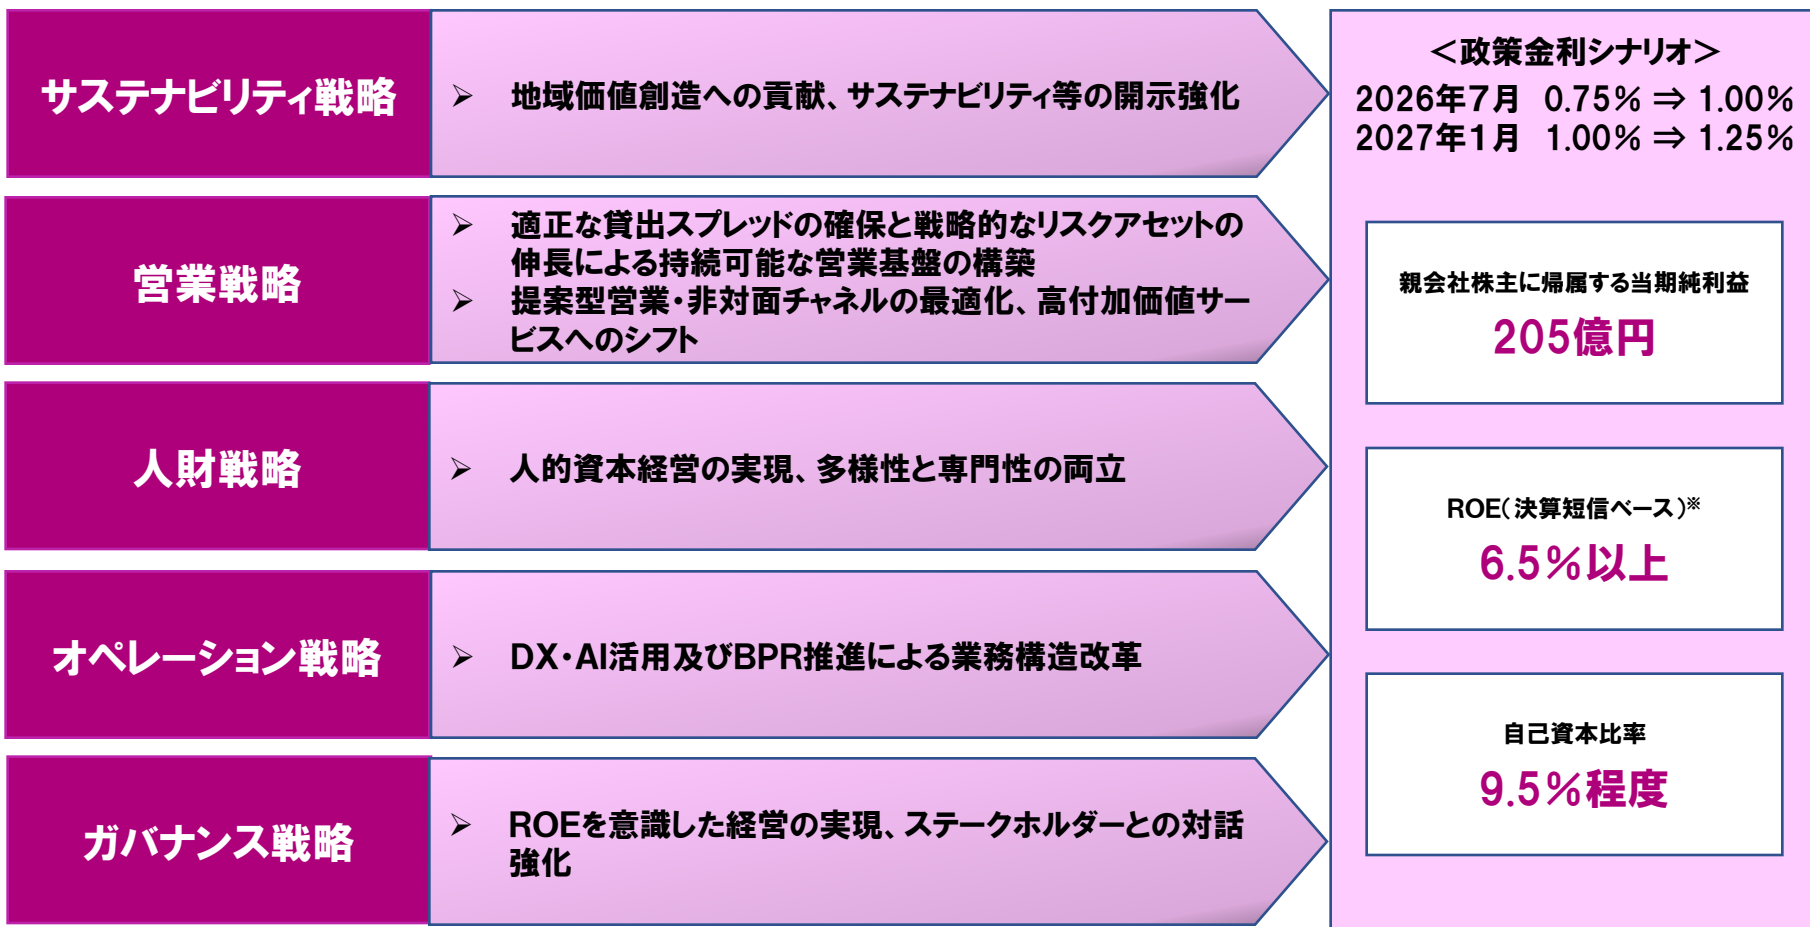 サステナビリティ戦略
➢ 地域価値創造への貢献、サステナビリティ等の開示強化
営業戦略
➢ 適正な貸出スプレッドの確保と戦略的なリスクアセットの
伸長による持続可能な営業基盤の構築
➢ 提案型営業・非対面チャネルの最適化、高付加価値サー
ビスへのシフト
人財戦略
➢ 人的資本経営の実現、多様性と専門性の両立
オペレーション戦略
➢ DX・AI活用及びBPR推進による業務構造改革
ガバナンス戦略
➢ ROEを意識した経営の実現、ステークホルダーとの対話
強化
＜政策金利シナリオ＞
2026年7月 0.75％ ⇒ 1.00％
2027年1月 1.00％ ⇒ 1.25％
親会社株主に帰属する当期純利益
205億円
ROE（決算短信ベース）※
6.5％以上
自己資本比率
9.5％程度